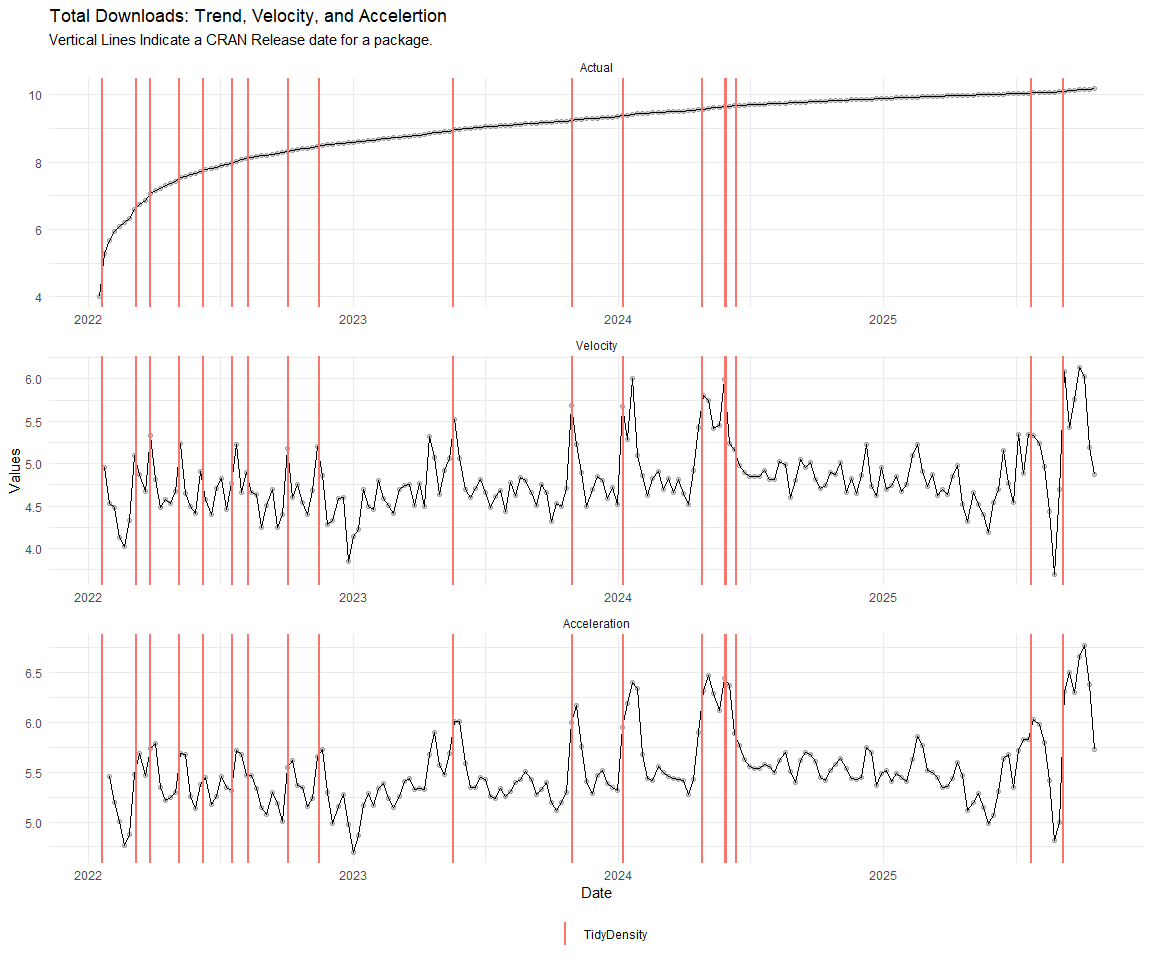 Total Downloads: Trend, Velocity, and Accelertion
Vertical Lines Indicate a CRAN Release date for a package.
Actual
10
8
6
4
2022 2023 2024 2025
Velocity
6.0
5.5
5.0
4.5
4.0
2022 2023 2024 2025
Values
Acceleration
6.5
6.0
5.5
5.0
2022 2023 2024 2025
Date
TidyDensity